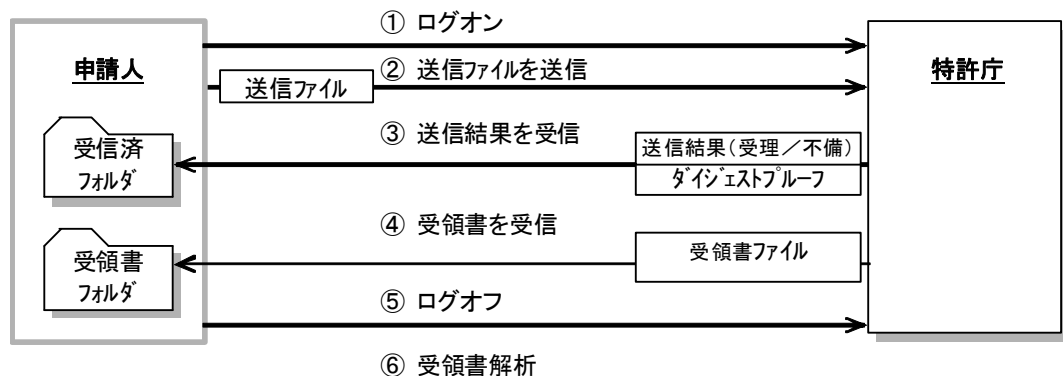 ① ログオン
申請人
② 送信ファイルを送信
特許庁
送信ファイル
③ 送信結果を受信
受信済
フォルダ
送信結果(受理/不備)
ダイジェストプルーフ
④ 受領書を受信
受領書
フォルダ
受領書ファイル
⑤ ログオフ
⑥ 受領書解析